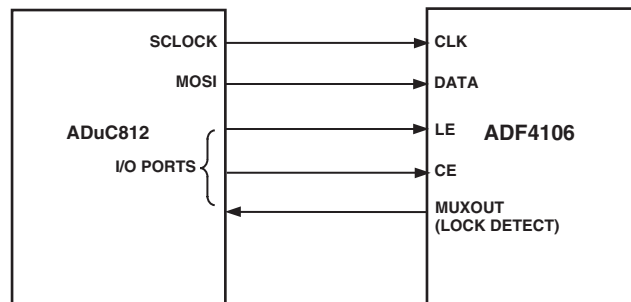 SCLOCK
MOSI
ADuC812
I/O PORTS
CLK
DATA
LE
ADF4106
CE
MUXOUT
(LOCK DETECT)